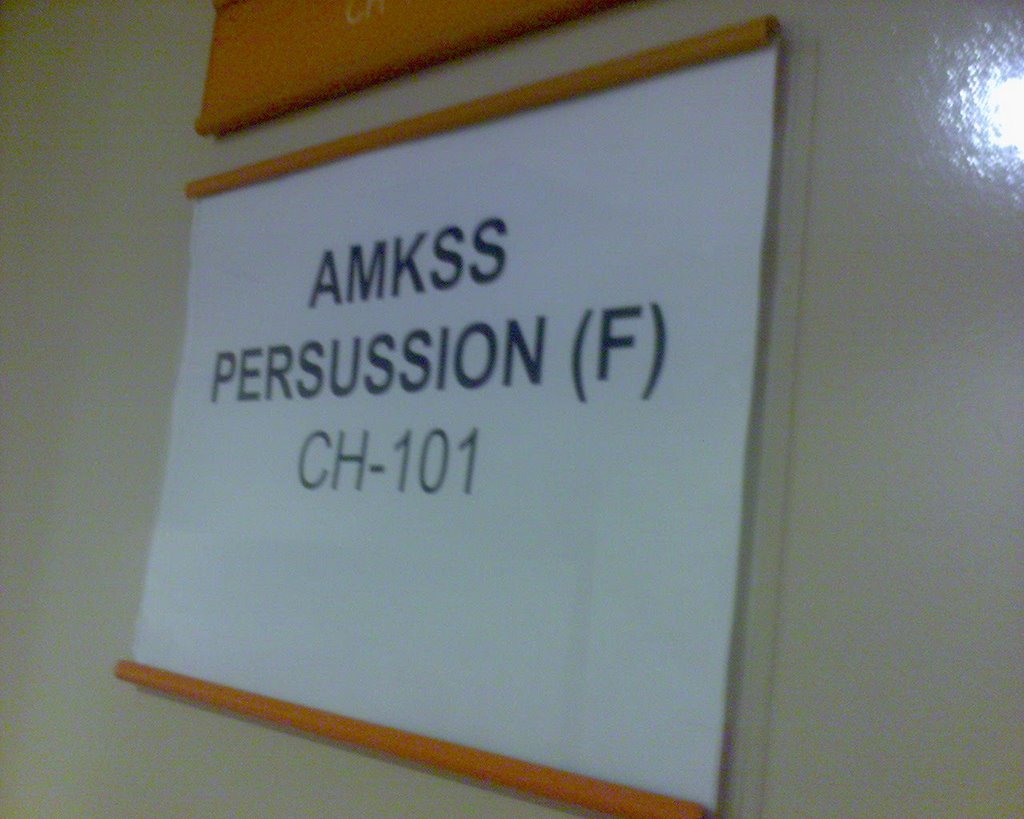 AMKSS
PERSUSSION (F)
CH-101